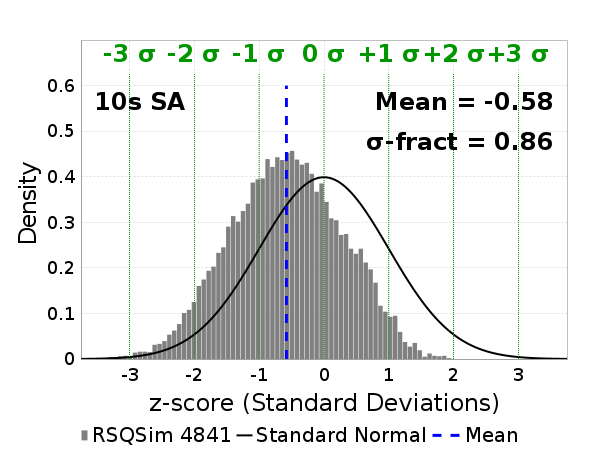 -3 σ -2 σ -1 σ 0 σ +1 σ +2 σ +3 σ
10s SA
Mean = -0.58
σ-fract = 0.86
0.6
0.5
0.4
0.3
0.2
0.1
0
Density
-3 -2 -1 0 1 2 3
z-score (Standard Deviations)
RSQSim 4841 Standard Normal Mean